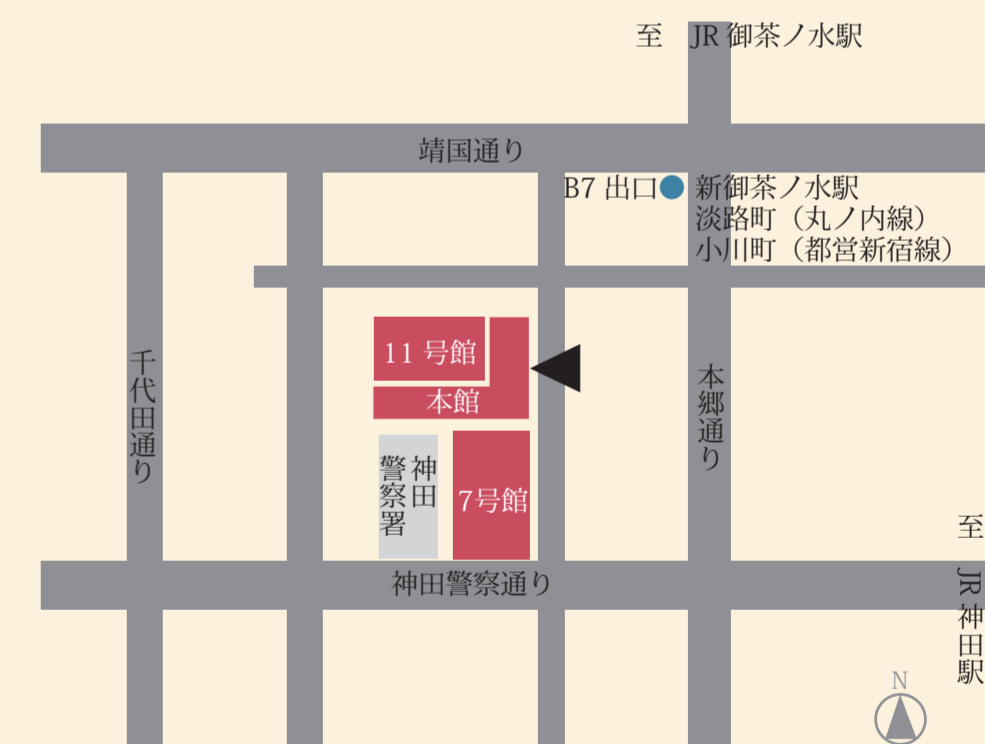 至 JR 御茶ノ水駅
靖国通り
B7 出口 新御茶ノ水駅
淡路町（丸ノ内線）
小川町（都営新宿線）
11 号館
本館
千代田通り
本郷通り
神田
警察署
7号館
神田警察通り
至 JR 神田駅
N